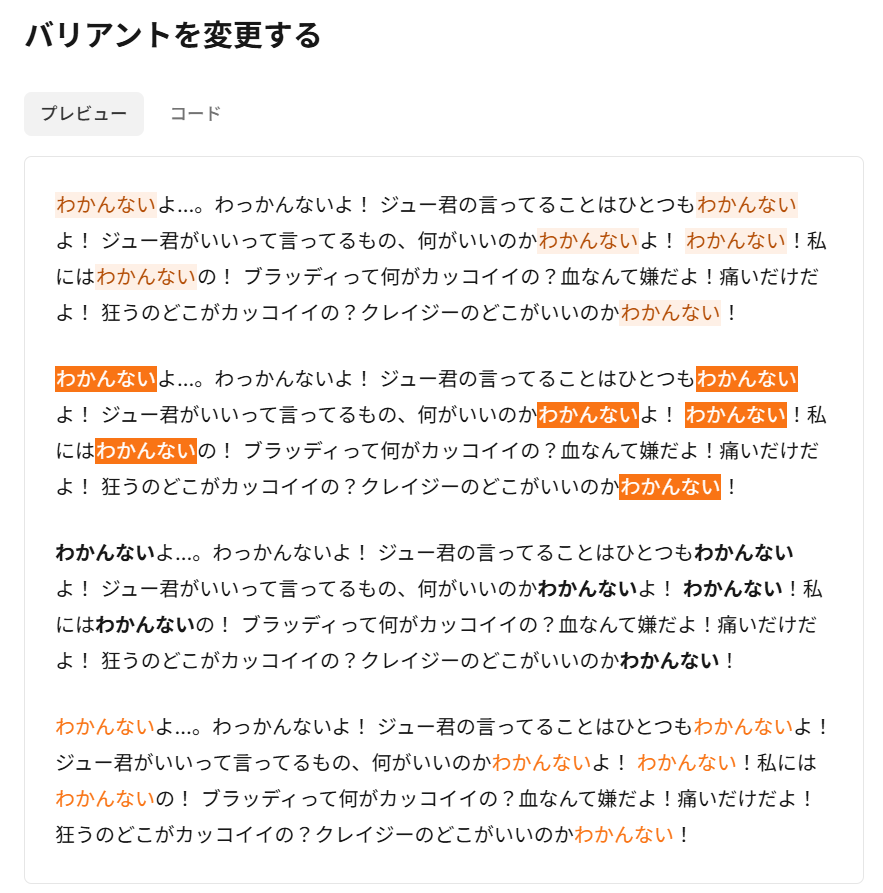 バリアントを変更する
プレビュー
コード
わかんないよ…。わっかんないよ！ ジュー君の言ってることはひとつもわかんない
よ！ ジュー君がいいって言ってるもの、何がいいのかわかんないよ！ わかんない！私
にはわかんないの！ ブラッディって何がカッコイイの？血なんて嫌だよ！痛いだけだ
よ！ 狂うのどこがカッコイイの？クレイジーのどこがいいのかわかんない！
わかんないよ…。わっかんないよ！ ジュー君の言ってることはひとつもわかんない
よ！ ジュー君がいいって言ってるもの、何がいいのかわかんないよ！ わかんない！私
にはわかんないの！ ブラッディって何がカッコイイの？血なんて嫌だよ！痛いだけだ
よ！ 狂うのどこがカッコイイの？クレイジーのどこがいいのかわかんない！
わかんないよ…。わっかんないよ！ ジュー君の言ってることはひとつもわかんない
よ！ ジュー君がいいって言ってるもの、何がいいのかわかんないよ！ わかんない！私
にはわかんないの！ ブラッディって何がカッコイイの？血なんて嫌だよ！痛いだけだ
よ！ 狂うのどこがカッコイイの？クレイジーのどこがいいのかわかんない！
わかんないよ…。わっかんないよ！ ジュー君の言ってることはひとつもわかんないよ！
ジュー君がいいって言ってるもの、何がいいのかわかんないよ！ わかんない！私には
わかんないの！ ブラッディって何がカッコイイの？血なんて嫌だよ！痛いだけだよ！
狂うのどこがカッコイイの？クレイジーのどこがいいのかわかんない！